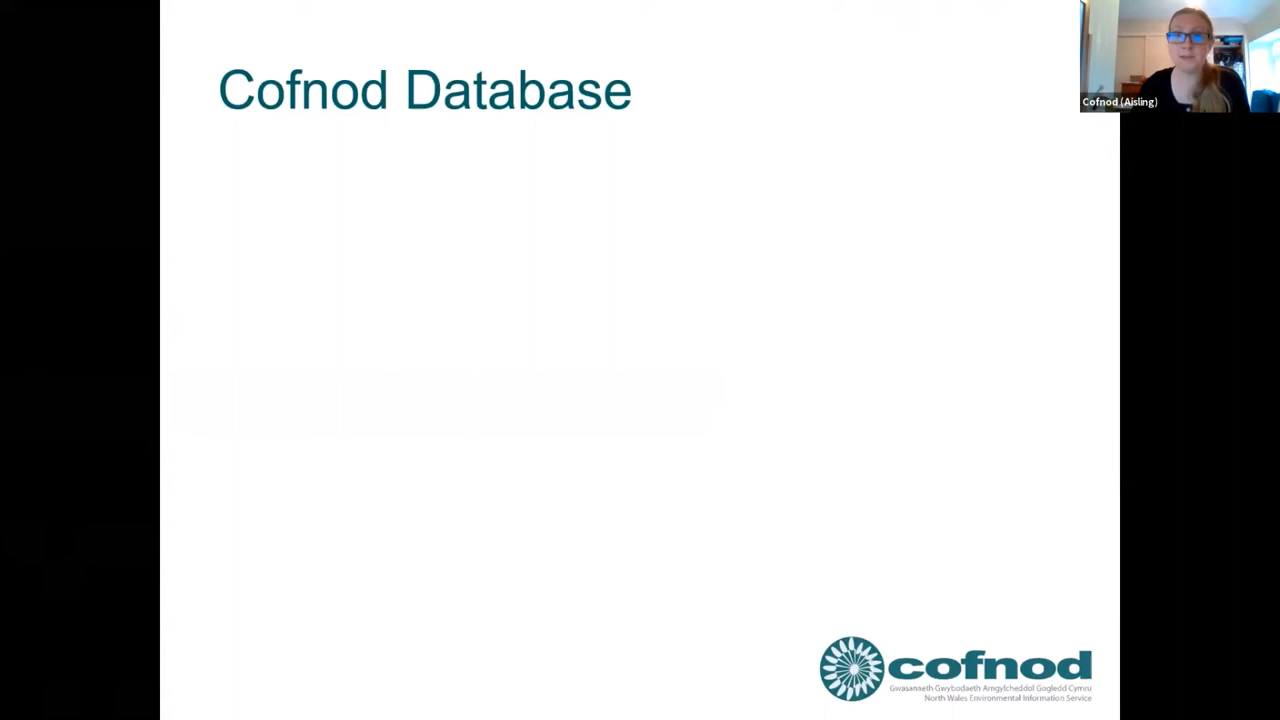 Cofnod Database
Cofnod (Aisling)
cofnod
Gwasanaeth Gwybodaeth Amgylcheddol Gogledd Cymru
North Wales Environmental Information Service